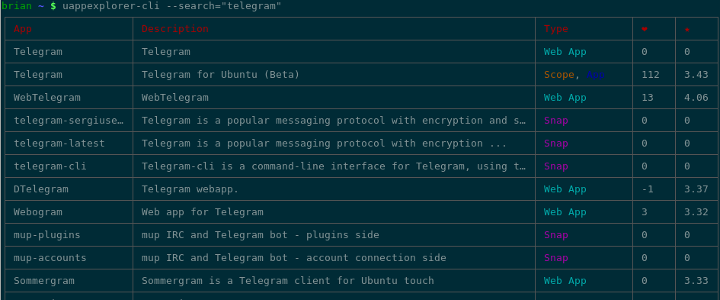 brian ~ $ uappexplorer-cli --search="telegram"
App Description Type ❤ ★
Telegram Telegram Web App 0 0
Telegram Telegram for Ubuntu (Beta) Scope, App 112 3.43
WebTelegram WebTelegram Web App 13 4.06
telegram-sergiuse… Telegram is a popular messaging protocol with encryption and s… Snap 0 0
telegram-latest Telegram is a popular messaging protocol with encryption ... Snap 0 0
telegram-cli Telegram-cli is a command-line interface for Telegram, using t… Snap 0 0
DTelegram Telegram webapp. Web App -1 3.37
Webogram Web app for Telegram Web App 3 3.32
mup-plugins mup IRC and Telegram bot - plugins side Snap 0 0
mup-accounts mup IRC and Telegram bot - account connection side Snap 0 0
Sommergram Sommergram is a Telegram client for Ubuntu touch Web App 0 3.33